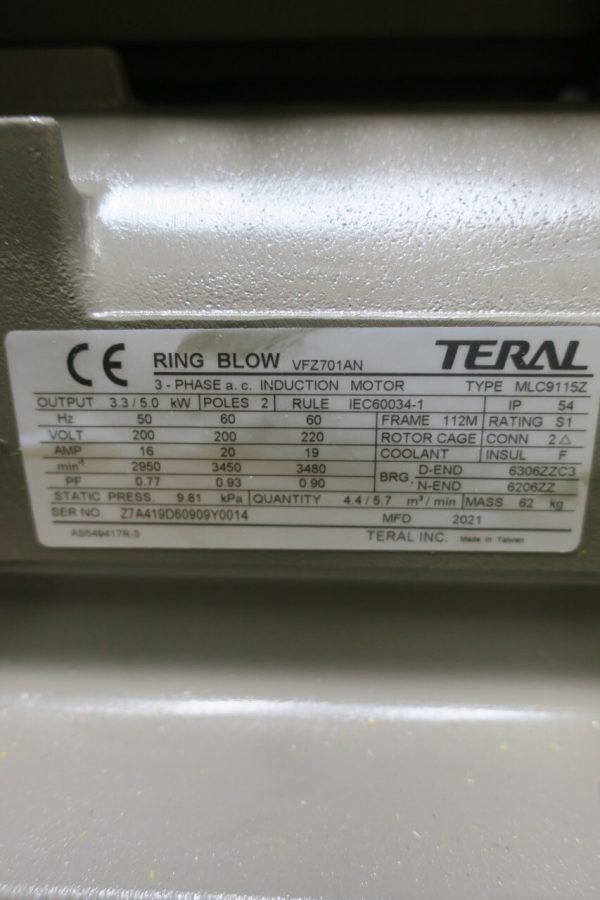 CE RING BLOW VFZ701AN TERAL
3 - PHASE a. c. INDUCTION MOTOR TYPE MLC9115Z
OUTPUT 3.3 / 5.0 kW POLES 2 RULE IEC60034-1 IP 54
Hz 50 60 60 FRAME 112M RATING S1
VOLT 200 200 220 ROTOR CAGE CONN 2△
AMP 16 20 19 COOLANT INSUL F
min⁻¹ 2950 3450 3480 BRG. D-END 6306ZZC3
PF 0.77 0.93 0.90 N-END 6206ZZ
STATIC PRESS. 9.81 kPa QUANTITY 4.4 / 5.7 m³ / min MASS 62 kg
SER NO. Z7A419D60909Y0014 MFD 2021
AS549417R-3 TERAL INC. Made in Taiwan